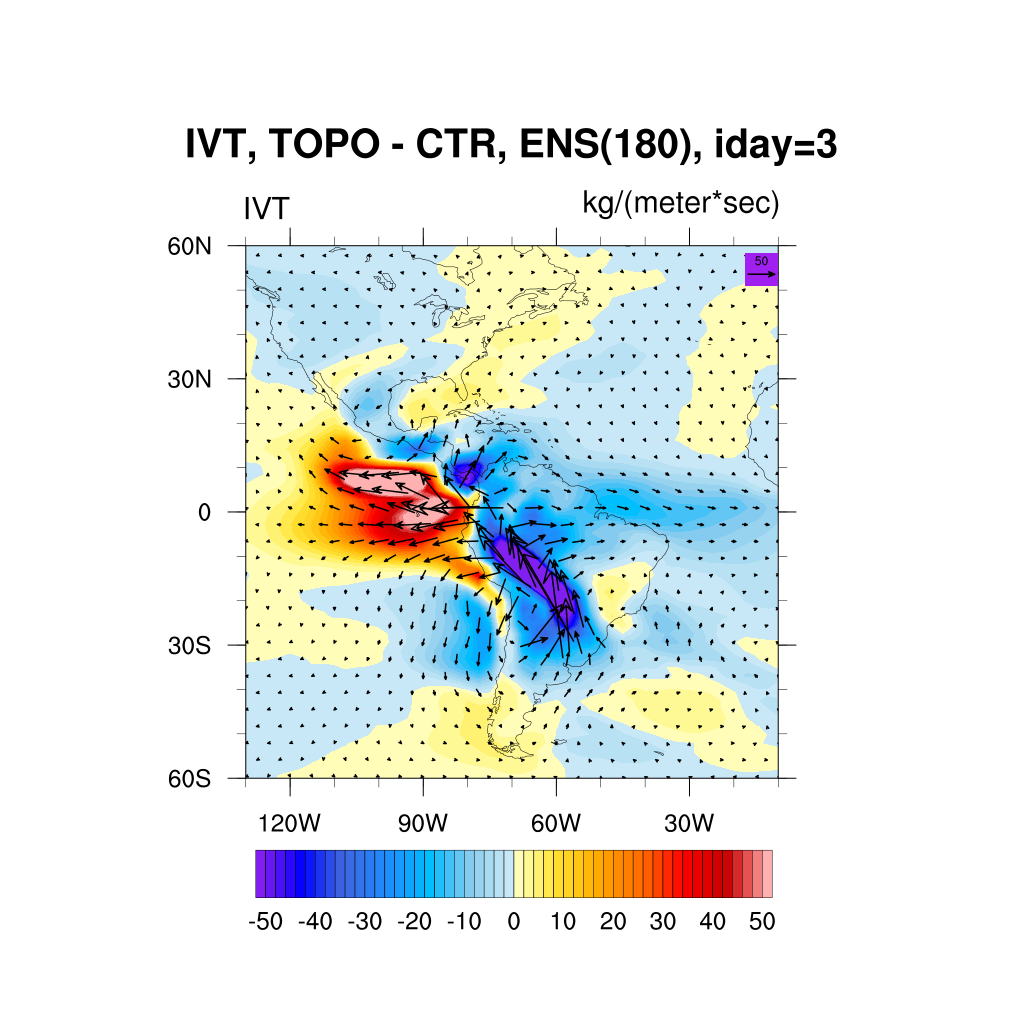 IVT, TOPO - CTR, ENS(180), iday=3
IVT kg/(meter*sec)
60N
50
30N
0
30S
60S
120W 90W 60W 30W
-50 -40 -30 -20 -10 0 10 20 30 40 50